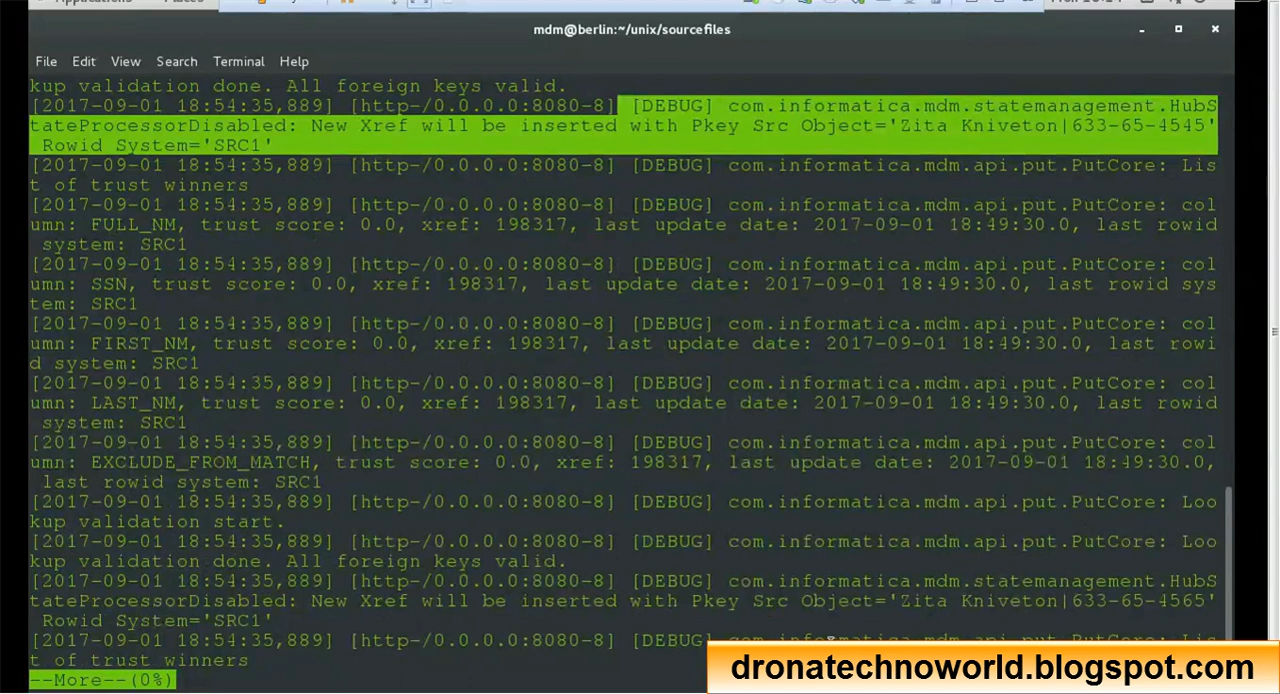 Applications Places
mdm@berlin:~/unix/sourcefiles
File Edit View Search Terminal Help
kup validation done. All foreign keys valid.
[2017-09-01 18:54:35,889] [http-/0.0.0.0:8080-8] [DEBUG] com.informatica.mdm.statemanagement.HubS
tateProcessorDisabled: New Xref will be inserted with Pkey Src Object='Zita Kniveton|633-65-4545'
Rowid System='SRC1'
[2017-09-01 18:54:35,889] [http-/0.0.0.0:8080-8] [DEBUG] com.informatica.mdm.api.put.PutCore: Lis
t of trust winners
[2017-09-01 18:54:35,889] [http-/0.0.0.0:8080-8] [DEBUG] com.informatica.mdm.api.put.PutCore: col
umn: FULL_NM, trust score: 0.0, xref: 198317, last update date: 2017-09-01 18:49:30.0, last rowid
system: SRC1
[2017-09-01 18:54:35,889] [http-/0.0.0.0:8080-8] [DEBUG] com.informatica.mdm.api.put.PutCore: col
umn: SSN, trust score: 0.0, xref: 198317, last update date: 2017-09-01 18:49:30.0, last rowid sys
tem: SRC1
[2017-09-01 18:54:35,889] [http-/0.0.0.0:8080-8] [DEBUG] com.informatica.mdm.api.put.PutCore: col
umn: FIRST_NM, trust score: 0.0, xref: 198317, last update date: 2017-09-01 18:49:30.0, last rowi
d system: SRC1
[2017-09-01 18:54:35,889] [http-/0.0.0.0:8080-8] [DEBUG] com.informatica.mdm.api.put.PutCore: col
umn: LAST_NM, trust score: 0.0, xref: 198317, last update date: 2017-09-01 18:49:30.0, last rowid
system: SRC1
[2017-09-01 18:54:35,889] [http-/0.0.0.0:8080-8] [DEBUG] com.informatica.mdm.api.put.PutCore: col
umn: EXCLUDE_FROM_MATCH, trust score: 0.0, xref: 198317, last update date: 2017-09-01 18:49:30.0,
last rowid system: SRC1
[2017-09-01 18:54:35,889] [http-/0.0.0.0:8080-8] [DEBUG] com.informatica.mdm.api.put.PutCore: Loo
kup validation start.
[2017-09-01 18:54:35,889] [http-/0.0.0.0:8080-8] [DEBUG] com.informatica.mdm.api.put.PutCore: Loo
kup validation done. All foreign keys valid.
[2017-09-01 18:54:35,889] [http-/0.0.0.0:8080-8] [DEBUG] com.informatica.mdm.statemanagement.HubS
tateProcessorDisabled: New Xref will be inserted with Pkey Src Object='Zita Kniveton|633-65-4565'
Rowid System='SRC1'
[2017-09-01 18:54:35,889] [http-/0.0.0.0:8080-8] [DEBUG] com.informatica.mdm.api.put.PutCore: Lis
t of trust winners
--More--(0%)
dronatechnoworld.blogspot.com